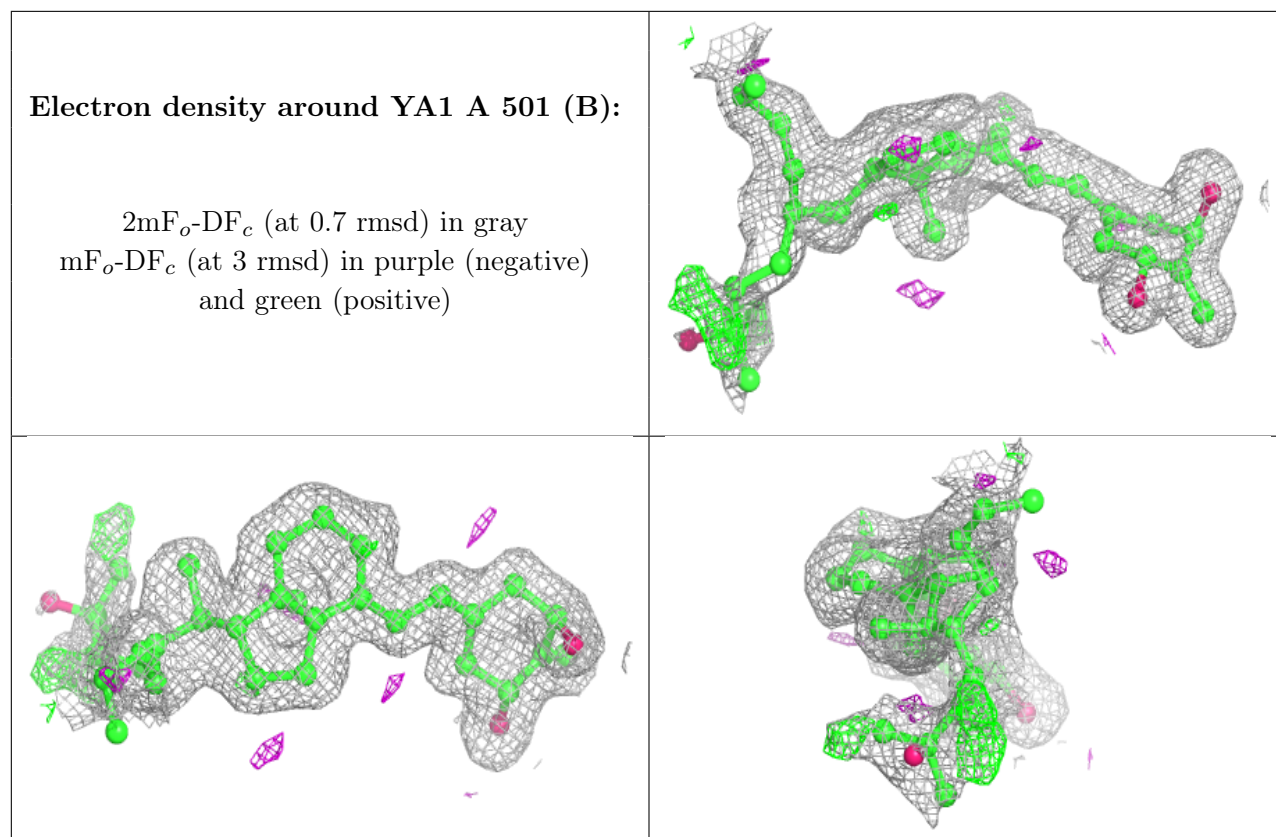 Electron density around YA1 A 501 (B):
2mFₒ-DF𝒸 (at 0.7 rmsd) in gray
mFₒ-DF𝒸 (at 3 rmsd) in purple (negative)
and green (positive)